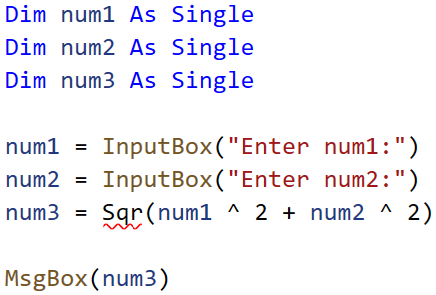 Dim num1 As Single
Dim num2 As Single
Dim num3 As Single

num1 = InputBox("Enter num1:")
num2 = InputBox("Enter num2:")
num3 = Sqr(num1 ^ 2 + num2 ^ 2)

MsgBox(num3)